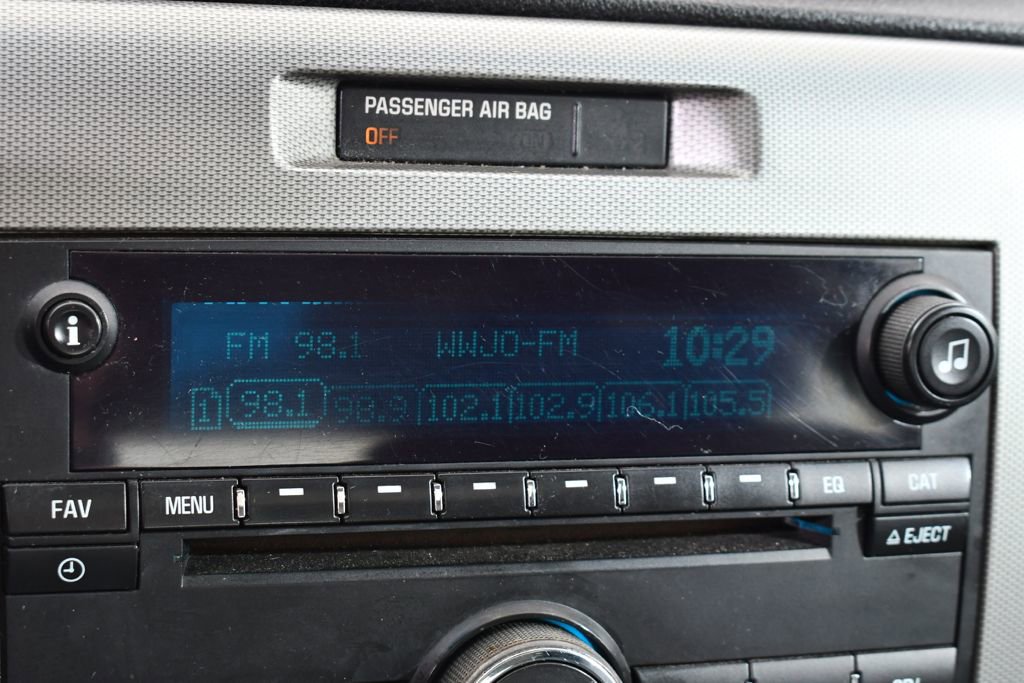 PASSENGER AIR BAG
OFF
FM 98.1 WWJO-FM 10:29
1 98.1 98.9 102.1 102.9 106.1 105.5
FAV MENU EQ CAT
EJECT